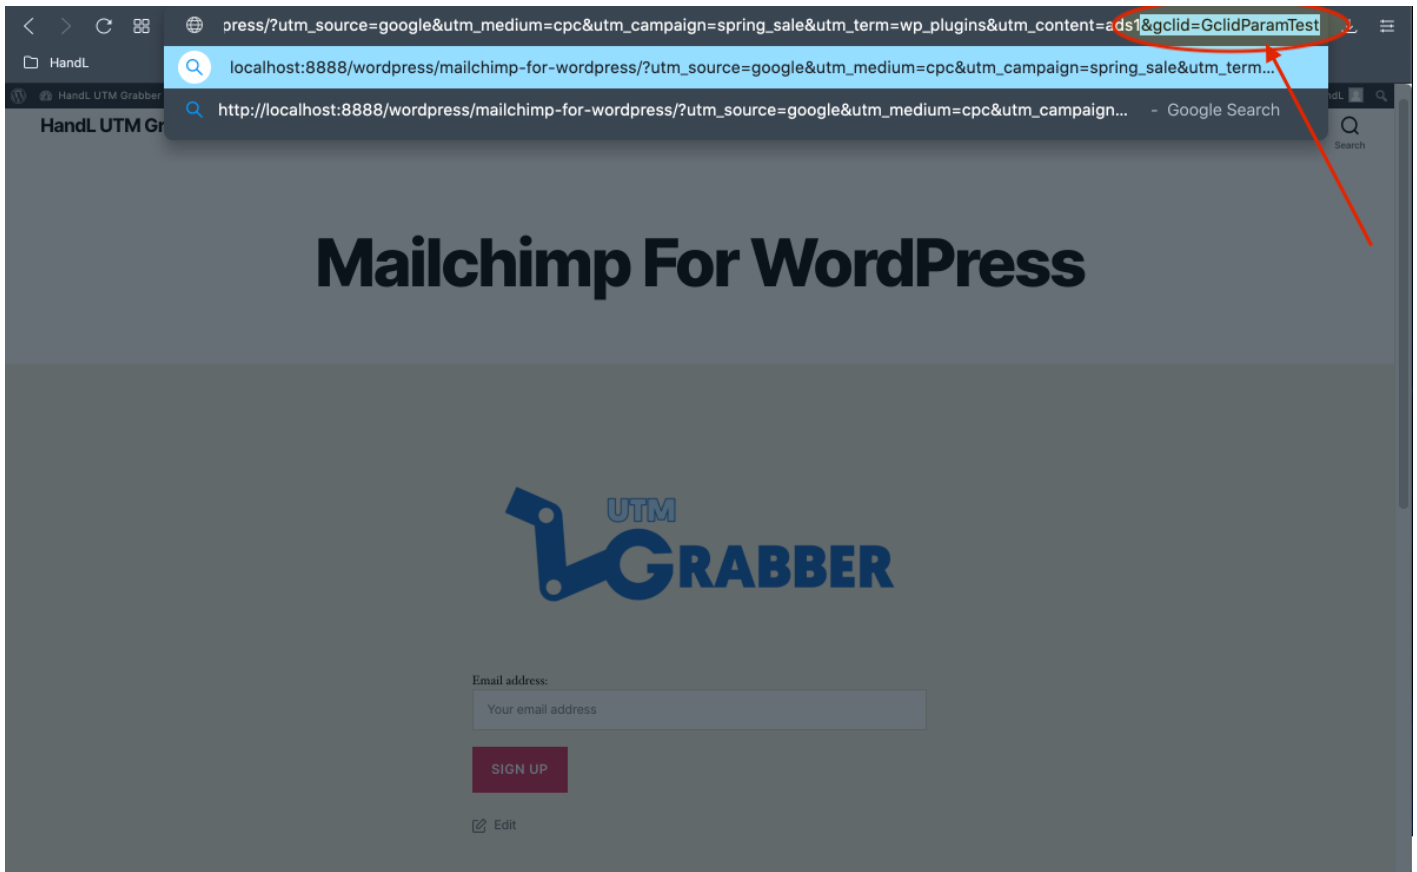 press/?utm_source=google&utm_medium=cpc&utm_campaign=spring_sale&utm_term=wp_plugins&utm_content=ads1&gclid=GclidParamTest
HandL
localhost:8888/wordpress/mailchimp-for-wordpress/?utm_source=google&utm_medium=cpc&utm_campaign=spring_sale&utm_term...
HandL UTM Grabber
http://localhost:8888/wordpress/mailchimp-for-wordpress/?utm_source=google&utm_medium=cpc&utm_campaign... - Google Search
HandL UTM Gr
Search
Mailchimp For WordPress
UTM
GRABBER
Email address:
Your email address
SIGN UP
Edit